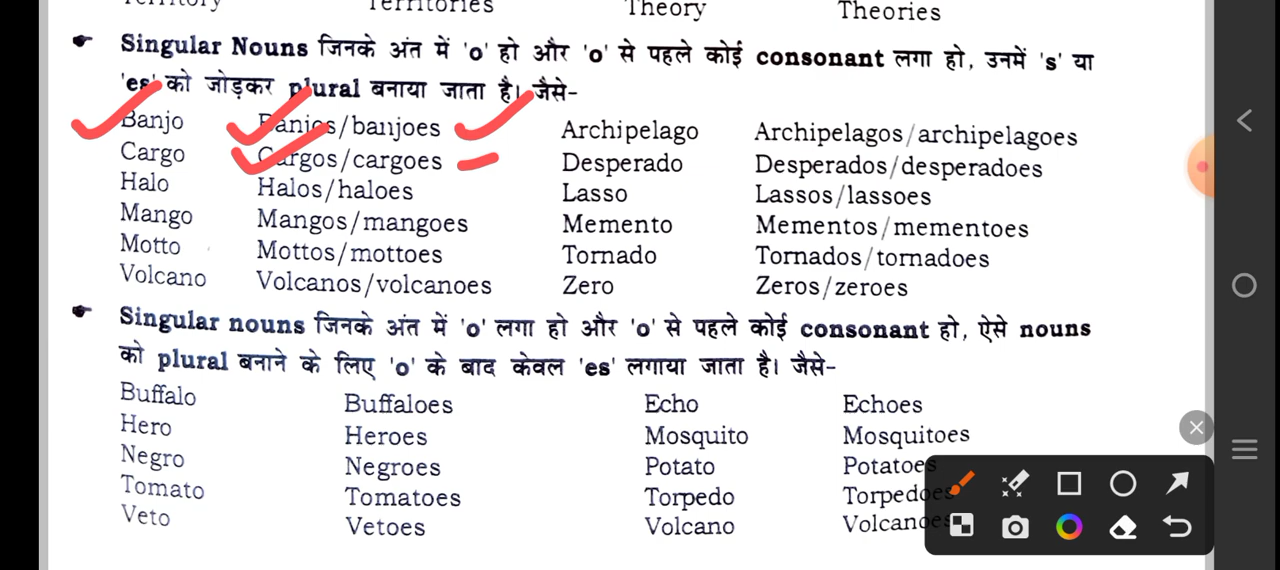 Territory Territories Theory Theories
Singular Nouns जिनके अंत में 'o' हो और 'o' से पहले कोई consonant लगा हो, उनमें 's' या
'es' को जोड़कर plural बनाया जाता है। जैसे-
Banjo Banjos/banjoes Archipelago Archipelagos/archipelagoes
Cargo Cargos/cargoes Desperado Desperados/desperadoes
Halo Halos/haloes Lasso Lassos/lassoes
Mango Mangos/mangoes Memento Mementos/mementoes
Motto Mottos/mottoes Tornado Tornados/tornadoes
Volcano Volcanos/volcanoes Zero Zeros/zeroes
Singular nouns जिनके अंत में 'o' लगा हो और 'o' से पहले कोई consonant हो, ऐसे nouns
को plural बनाने के लिए 'o' के बाद केवल 'es' लगाया जाता है। जैसे-
Buffalo Buffaloes Echo Echoes
Hero Heroes Mosquito Mosquitoes
Negro Negroes Potato Potatoes
Tomato Tomatoes Torpedo Torpedoes
Veto Vetoes Volcano Volcanoes